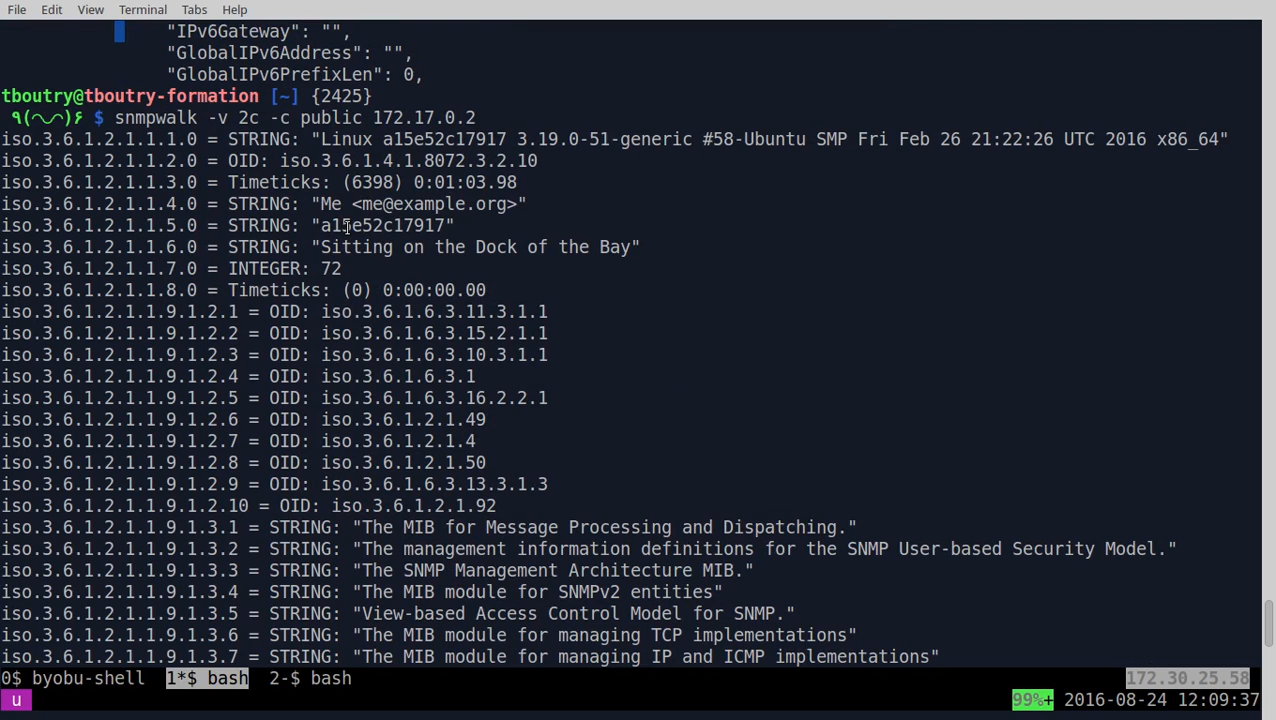 File Edit View Terminal Tabs Help
"IPv6Gateway": "",
"GlobalIPv6Address": "",
"GlobalIPv6PrefixLen": 0,
tboutry@tboutry-formation [~] {2425}
٩(◠◡◠)۶ $ snmpwalk -v 2c -c public 172.17.0.2
iso.3.6.1.2.1.1.1.0 = STRING: "Linux a15e52c17917 3.19.0-51-generic #58-Ubuntu SMP Fri Feb 26 21:22:26 UTC 2016 x86_64"
iso.3.6.1.2.1.1.2.0 = OID: iso.3.6.1.4.1.8072.3.2.10
iso.3.6.1.2.1.1.3.0 = Timeticks: (6398) 0:01:03.98
iso.3.6.1.2.1.1.4.0 = STRING: "Me <me@example.org>"
iso.3.6.1.2.1.1.5.0 = STRING: "a15e52c17917"
iso.3.6.1.2.1.1.6.0 = STRING: "Sitting on the Dock of the Bay"
iso.3.6.1.2.1.1.7.0 = INTEGER: 72
iso.3.6.1.2.1.1.8.0 = Timeticks: (0) 0:00:00.00
iso.3.6.1.2.1.1.9.1.2.1 = OID: iso.3.6.1.6.3.11.3.1.1
iso.3.6.1.2.1.1.9.1.2.2 = OID: iso.3.6.1.6.3.15.2.1.1
iso.3.6.1.2.1.1.9.1.2.3 = OID: iso.3.6.1.6.3.10.3.1.1
iso.3.6.1.2.1.1.9.1.2.4 = OID: iso.3.6.1.6.3.1
iso.3.6.1.2.1.1.9.1.2.5 = OID: iso.3.6.1.6.3.16.2.2.1
iso.3.6.1.2.1.1.9.1.2.6 = OID: iso.3.6.1.2.1.49
iso.3.6.1.2.1.1.9.1.2.7 = OID: iso.3.6.1.2.1.4
iso.3.6.1.2.1.1.9.1.2.8 = OID: iso.3.6.1.2.1.50
iso.3.6.1.2.1.1.9.1.2.9 = OID: iso.3.6.1.6.3.13.3.1.3
iso.3.6.1.2.1.1.9.1.2.10 = OID: iso.3.6.1.2.1.92
iso.3.6.1.2.1.1.9.1.3.1 = STRING: "The MIB for Message Processing and Dispatching."
iso.3.6.1.2.1.1.9.1.3.2 = STRING: "The management information definitions for the SNMP User-based Security Model."
iso.3.6.1.2.1.1.9.1.3.3 = STRING: "The SNMP Management Architecture MIB."
iso.3.6.1.2.1.1.9.1.3.4 = STRING: "The MIB module for SNMPv2 entities"
iso.3.6.1.2.1.1.9.1.3.5 = STRING: "View-based Access Control Model for SNMP."
iso.3.6.1.2.1.1.9.1.3.6 = STRING: "The MIB module for managing TCP implementations"
iso.3.6.1.2.1.1.9.1.3.7 = STRING: "The MIB module for managing IP and ICMP implementations"
0$ byobu-shell 1*$ bash 2-$ bash 172.30.25.58
u 99%+ 2016-08-24 12:09:37